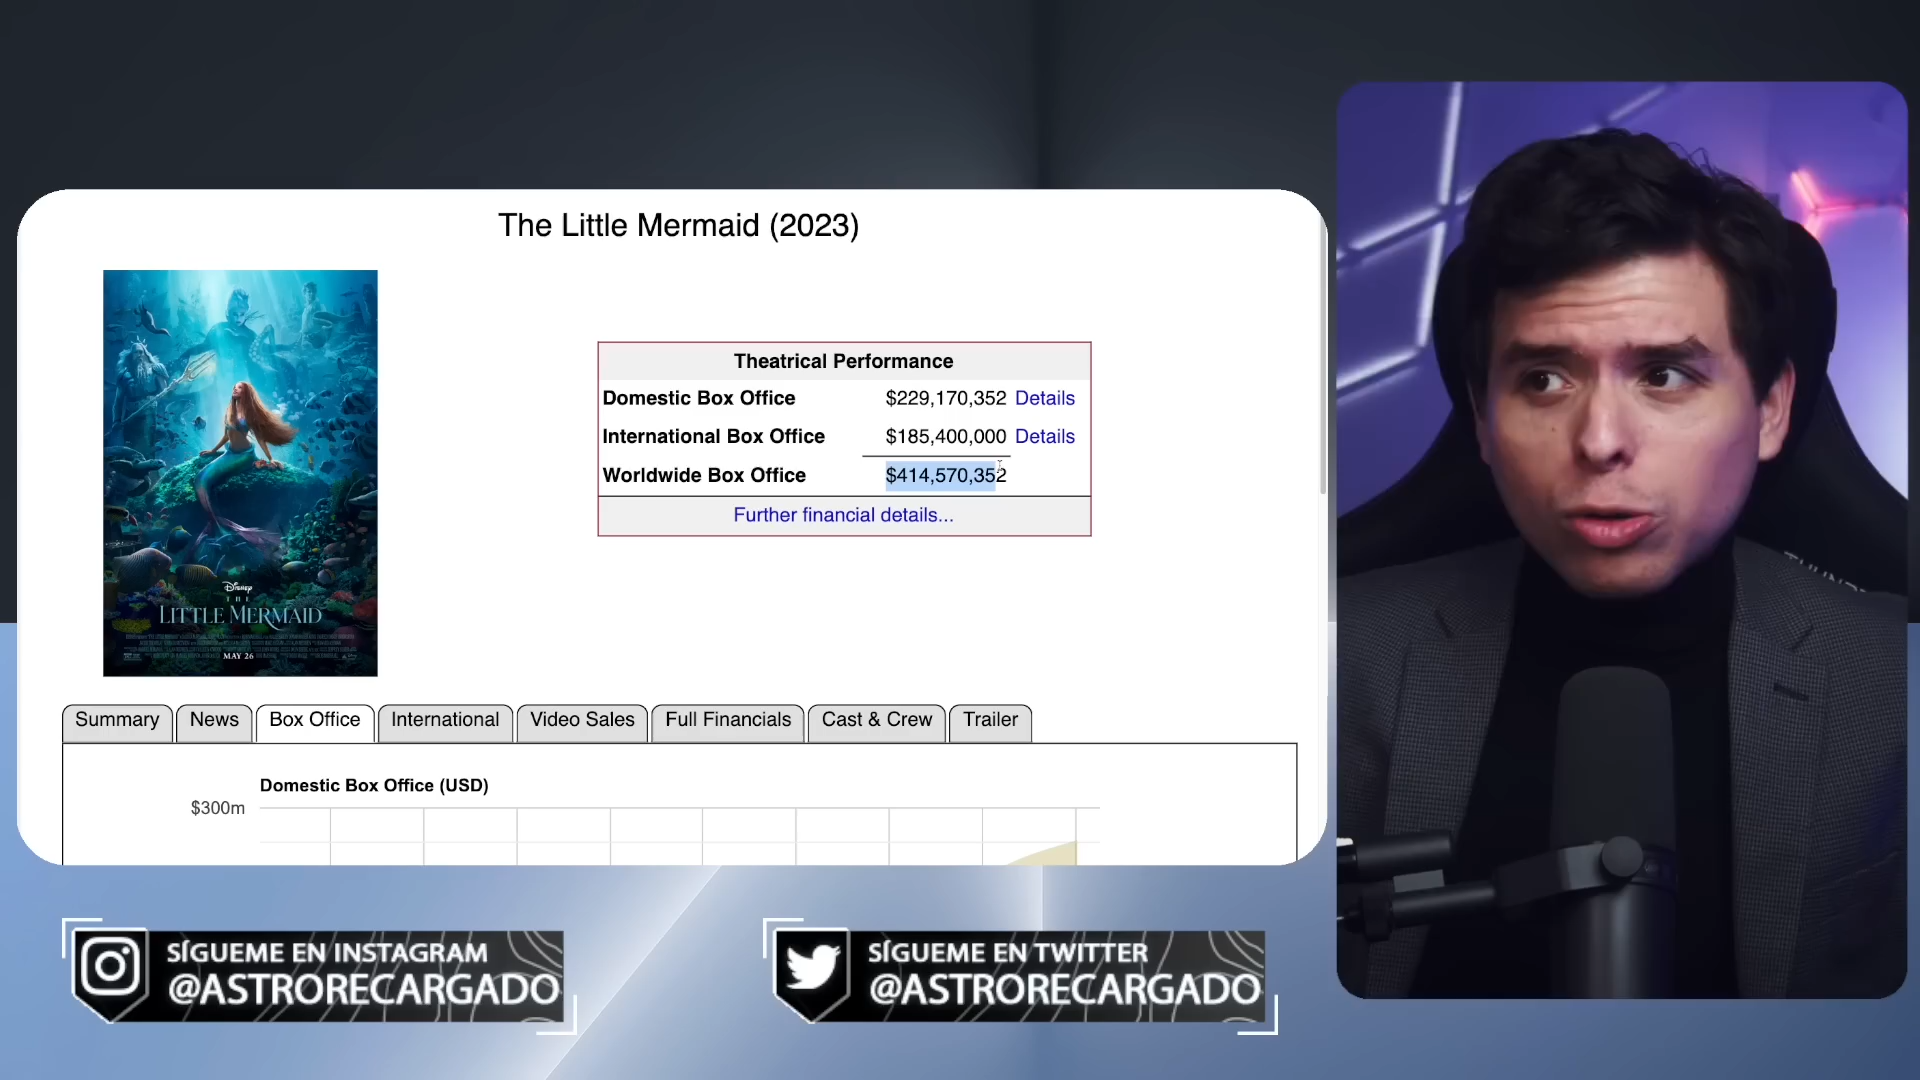 The Little Mermaid (2023)
Theatrical Performance
Domestic Box Office $229,170,352 Details
International Box Office $185,400,000 Details
Worldwide Box Office $414,570,352
Further financial details...
DISNEY
THE
LITTLE MERMAID
MAY 26
Summary News Box Office International Video Sales Full Financials Cast & Crew Trailer
Domestic Box Office (USD)
$300m
SÍGUEME EN INSTAGRAM
@ASTRORECARGADO
SÍGUEME EN TWITTER
@ASTRORECARGADO